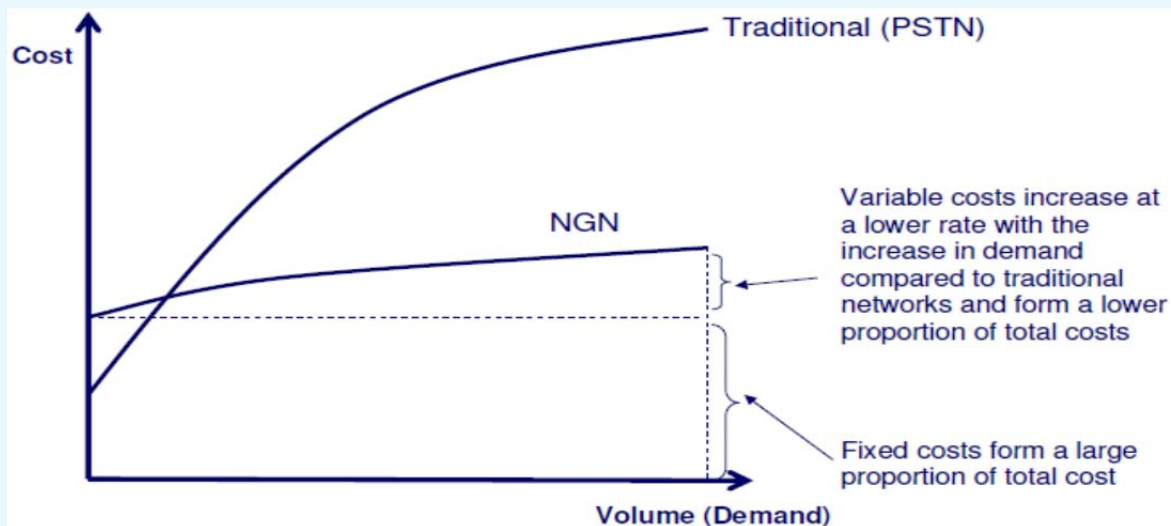 Traditional (PSTN)
Cost
NGN
Variable costs increase at
a lower rate with the
increase in demand
compared to traditional
networks and form a lower
proportion of total costs
Fixed costs form a large
proportion of total cost
Volume (Demand)